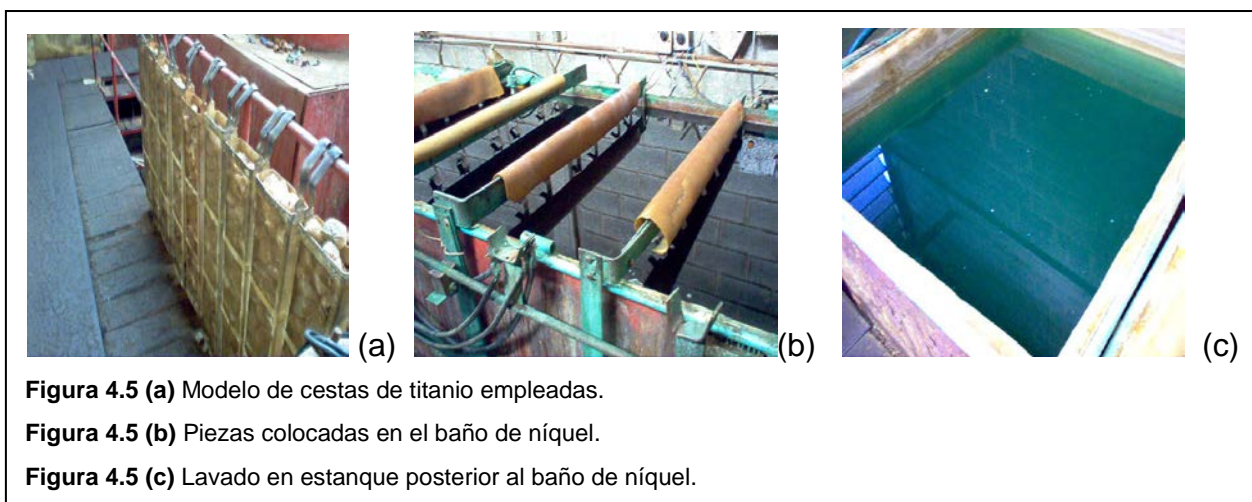 (a) (b) (c)
Figura 4.5 (a) Modelo de cestas de titanio empleadas.
Figura 4.5 (b) Piezas colocadas en el baño de níquel.
Figura 4.5 (c) Lavado en estanque posterior al baño de níquel.